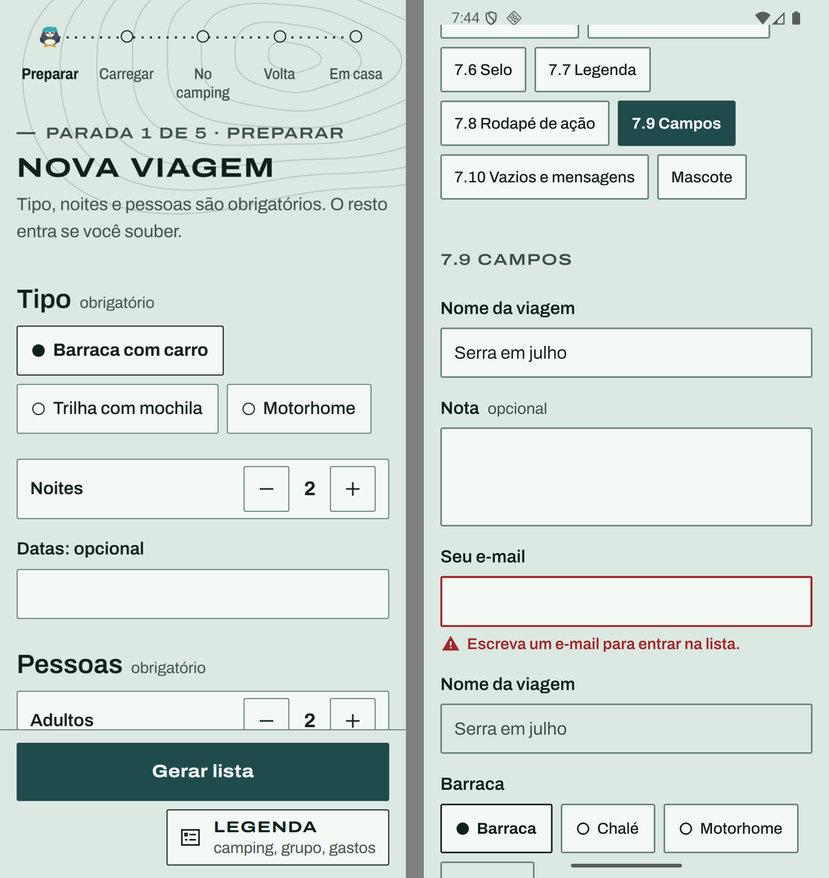 Preparar
Carregar
No
camping
Volta
Em casa
PARADA 1 DE 5 · PREPARAR
NOVA VIAGEM
Tipo, noites e pessoas são obrigatórios. O resto
entra se você souber.
Tipo obrigatório
Barraca com carro
Trilha com mochila
Motorhome
Noites
2
Datas: opcional
Pessoas obrigatório
Adultos
2
Gerar lista
LEGENDA
camping, grupo, gastos
7:44
7.6 Selo
7.7 Legenda
7.8 Rodapé de ação
7.9 Campos
7.10 Vazios e mensagens
Mascote
7.9 CAMPOS
Nome da viagem
Serra em julho
Nota opcional
Seu e-mail
Escreva um e-mail para entrar na lista.
Nome da viagem
Serra em julho
Barraca
Barraca
Chalé
Motorhome